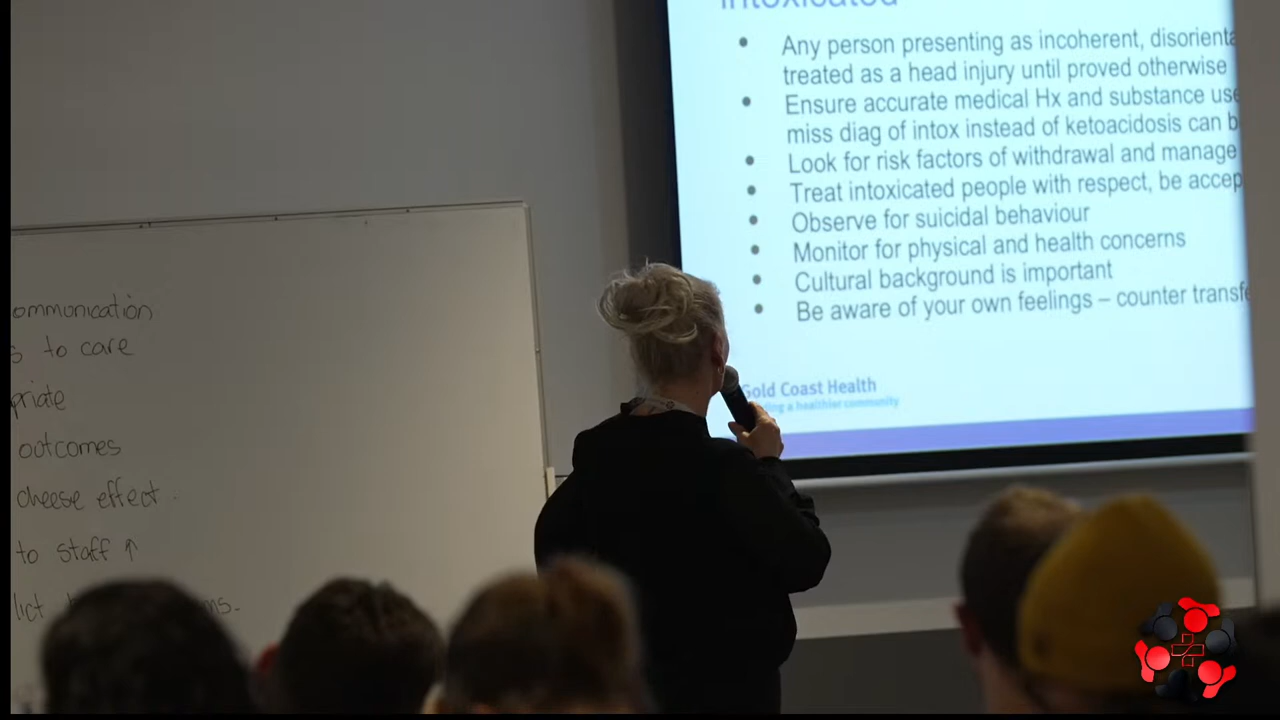 intoxicated
Any person presenting as incoherent, disorienta
treated as a head injury until proved otherwise
Ensure accurate medical Hx and substance use
miss diag of intox instead of ketoacidosis can b
Look for risk factors of withdrawal and manage
Treat intoxicated people with respect, be accep
Observe for suicidal behaviour
Monitor for physical and health concerns
Cultural background is important
Be aware of your own feelings – counter transfe
Gold Coast Health
a healthier community
ommunication
s to care
priate
outcomes
cheese effect
to staff ↑